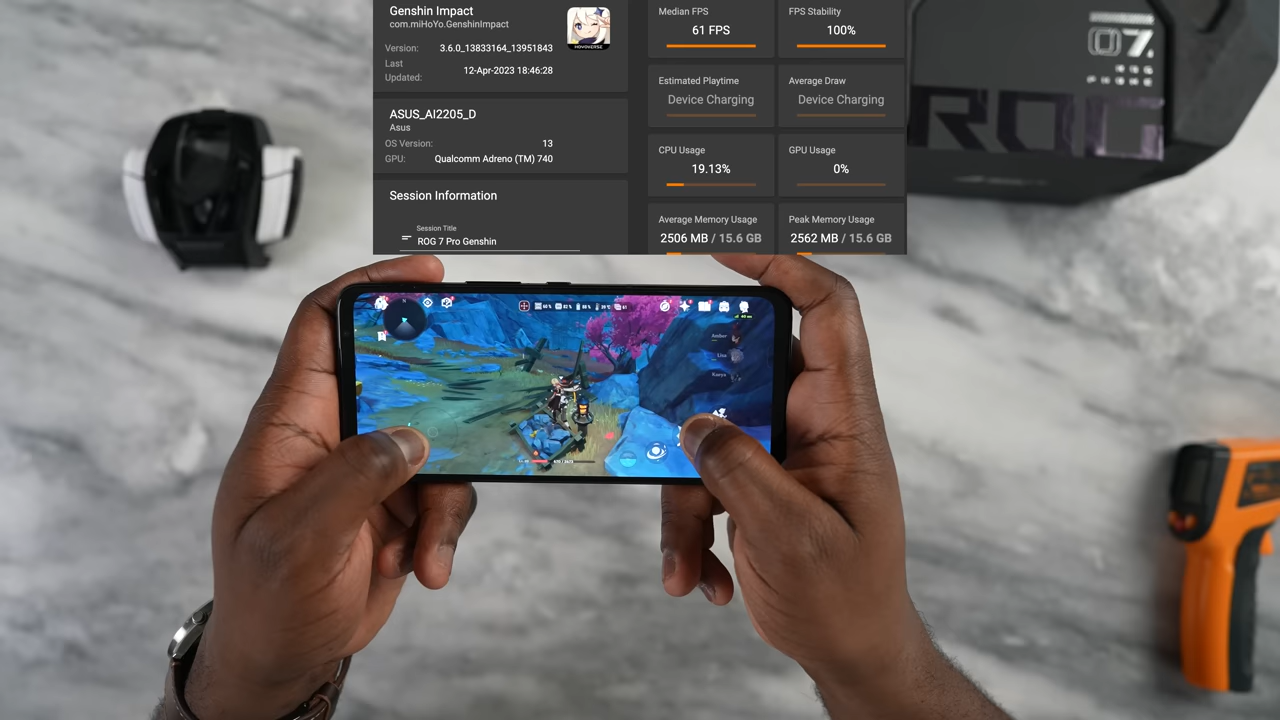 Genshin Impact
com.miHoYo.GenshinImpact
HOYOVERSE
Version: 3.6.0_13833164_13951843
Last Updated: 12-Apr-2023 18:46:28
ASUS_AI2205_D
Asus
OS Version: 13
GPU: Qualcomm Adreno (TM) 740
Session Information
Session Title
ROG 7 Pro Genshin
Median FPS
61 FPS
FPS Stability
100%
Estimated Playtime
Device Charging
Average Draw
Device Charging
CPU Usage
19.13%
GPU Usage
0%
Average Memory Usage
2506 MB / 15.6 GB
Peak Memory Usage
2562 MB / 15.6 GB
07
ROG
Amber
Lisa
Kaeya